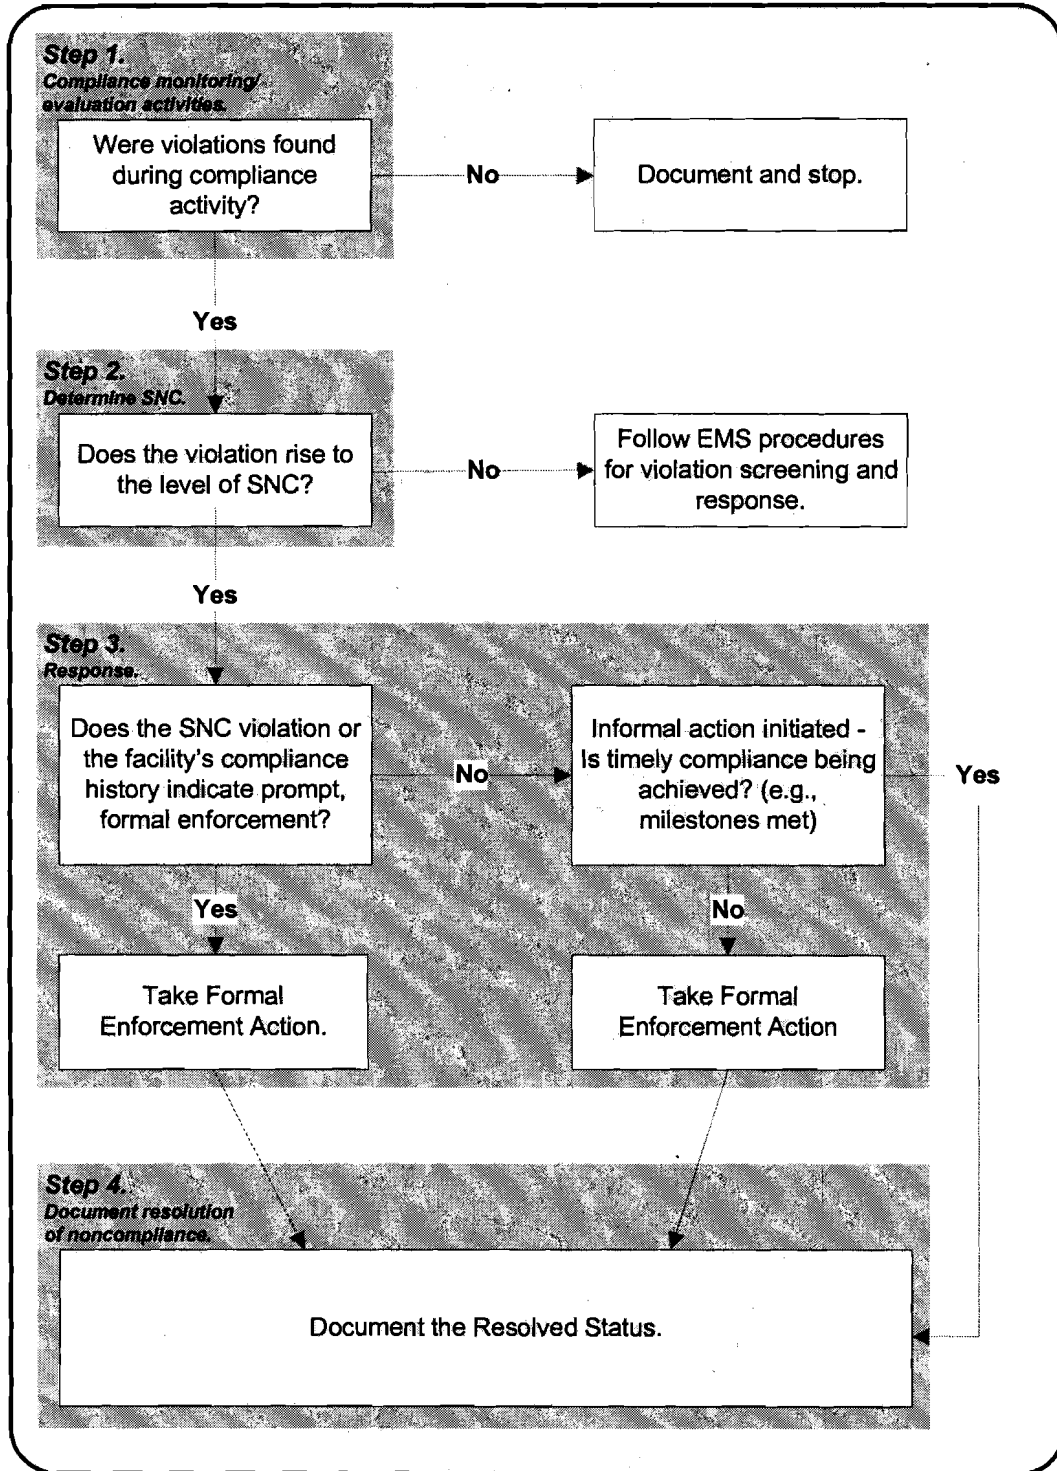 Step 1.
Compliance monitoring/
evaluation activities.
Were violations found
during compliance
activity?
No
Document and stop.
Yes
Step 2.
Determine SNC.
Does the violation rise to
the level of SNC?
No
Follow EMS procedures
for violation screening and
response.
Yes
Step 3.
Response.
Does the SNC violation or
the facility's compliance
history indicate prompt,
formal enforcement?
No
Informal action initiated -
Is timely compliance being
achieved? (e.g.,
milestones met)
Yes
Yes
No
Take Formal
Enforcement Action.
Take Formal
Enforcement Action
Step 4.
Document resolution
of noncompliance.
Document the Resolved Status.